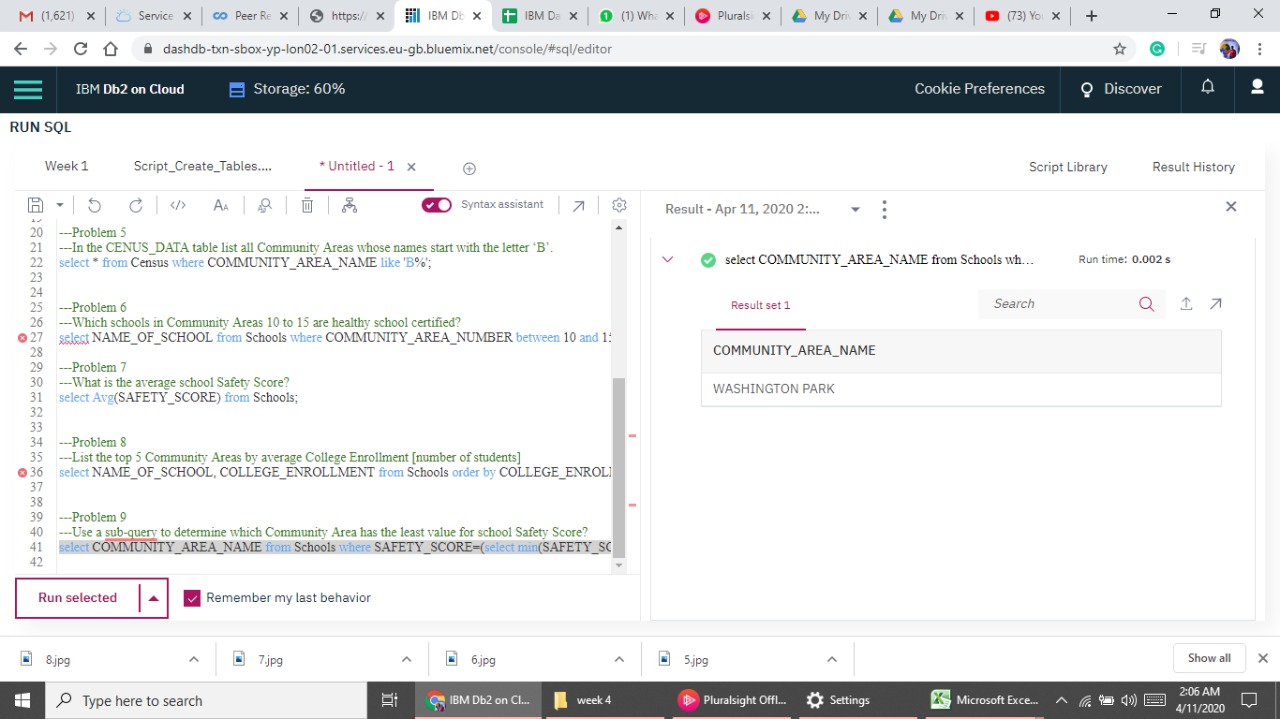 (1,621)
Service
Peer Re
https:/
IBM Db
IBM Da
(1) Wha
Pluralsi
My Driv
My Driv
(73) Yo
dashdb-txn-sbox-yp-lon02-01.services.eu-gb.bluemix.net/console/#sql/editor
IBM Db2 on Cloud
Storage: 60%
Cookie Preferences
Discover
RUN SQL
Week 1
Script_Create_Tables....
* Untitled - 1
Script Library
Result History
Syntax assistant
19
20 ---Problem 5
21 ---In the CENUS_DATA table list all Community Areas whose names start with the letter ‘B’.
22 select * from Census where COMMUNITY_AREA_NAME like 'B%';
23
24
25 ---Problem 6
26 ---Which schools in Community Areas 10 to 15 are healthy school certified?
27 select NAME_OF_SCHOOL from Schools where COMMUNITY_AREA_NUMBER between 10 and 15
28
29 ---Problem 7
30 ---What is the average school Safety Score?
31 select Avg(SAFETY_SCORE) from Schools;
32
33
34 ---Problem 8
35 ---List the top 5 Community Areas by average College Enrollment [number of students]
36 select NAME_OF_SCHOOL, COLLEGE_ENROLLMENT from Schools order by COLLEGE_ENROLL
37
38
39 ---Problem 9
40 ---Use a sub-query to determine which Community Area has the least value for school Safety Score?
41 select COMMUNITY_AREA_NAME from Schools where SAFETY_SCORE=(select min(SAFETY_SC
42
Run selected
Remember my last behavior
Result - Apr 11, 2020 2:...
select COMMUNITY_AREA_NAME from Schools wh...
Run time: 0.002 s
Result set 1
Search
COMMUNITY_AREA_NAME
WASHINGTON PARK
8.jpg
7.jpg
6.jpg
5.jpg
Show all
Type here to search
IBM Db2 on Cl...
week 4
Pluralsight Offl...
Settings
Microsoft Exce...
2:06 AM
4/11/2020